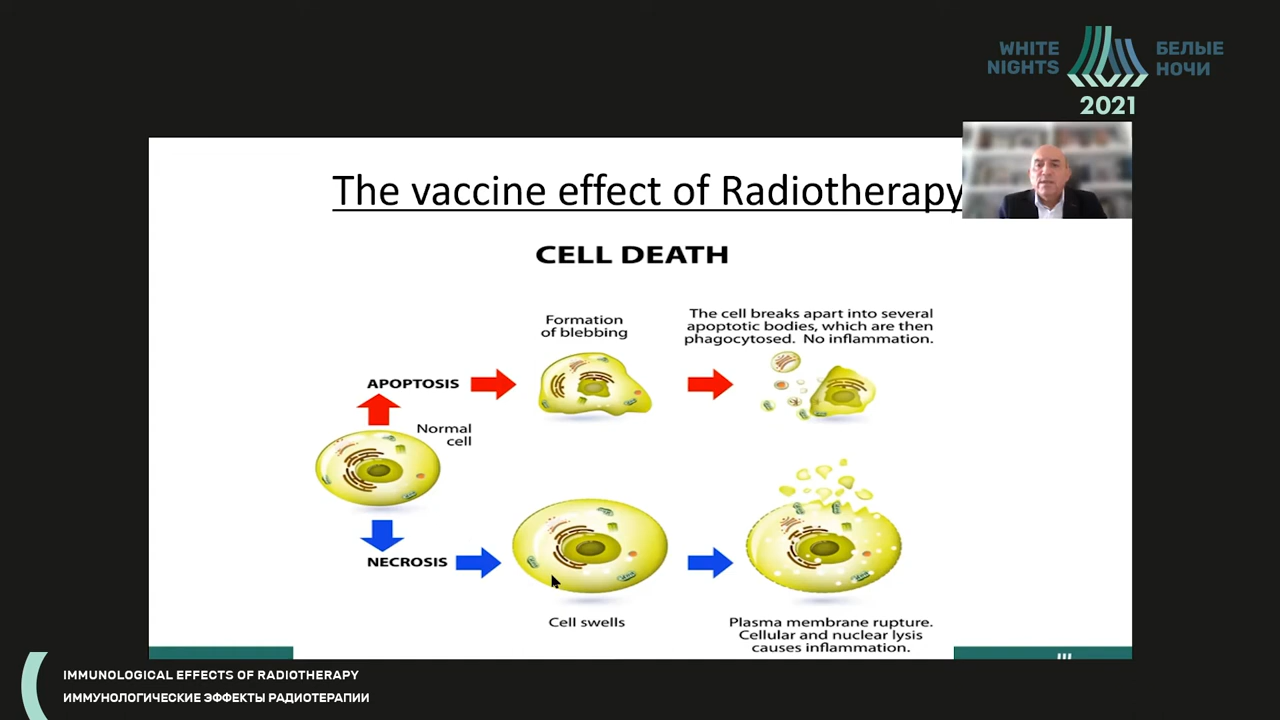 WHITE
NIGHTS
БЕЛЫЕ
НОЧИ
2021
The vaccine effect of Radiotherapy
CELL DEATH
Formation
of blebbing
The cell breaks apart into several
apoptotic bodies, which are then
phagocytosed. No inflammation.
APOPTOSIS
Normal
cell
NECROSIS
Cell swells
Plasma membrane rupture.
Cellular and nuclear lysis
causes inflammation.
IMMUNOLOGICAL EFFECTS OF RADIOTHERAPY
ИММУНОЛОГИЧЕСКИЕ ЭФФЕКТЫ РАДИОТЕРАПИИ